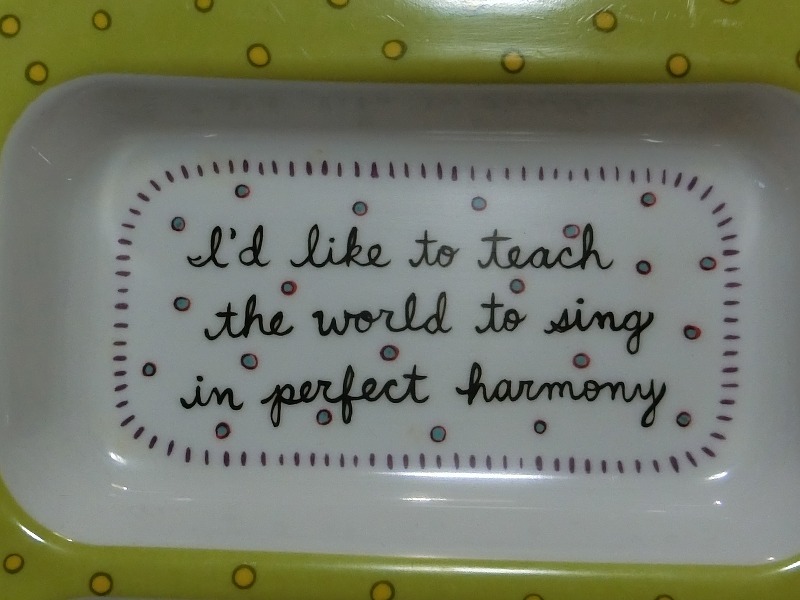 I'd like to teach
the world to sing
in perfect harmony